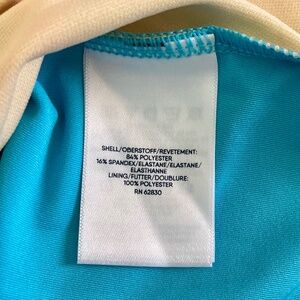 SHELL/OBERSTOFF/REVETEMENT:
84% POLYESTER
16% SPANDEX/ELASTANE/ELASTANE/
ELASTHANNE
LINING/FUTTER/DOUBLURE:
100% POLYESTER
RN 62830